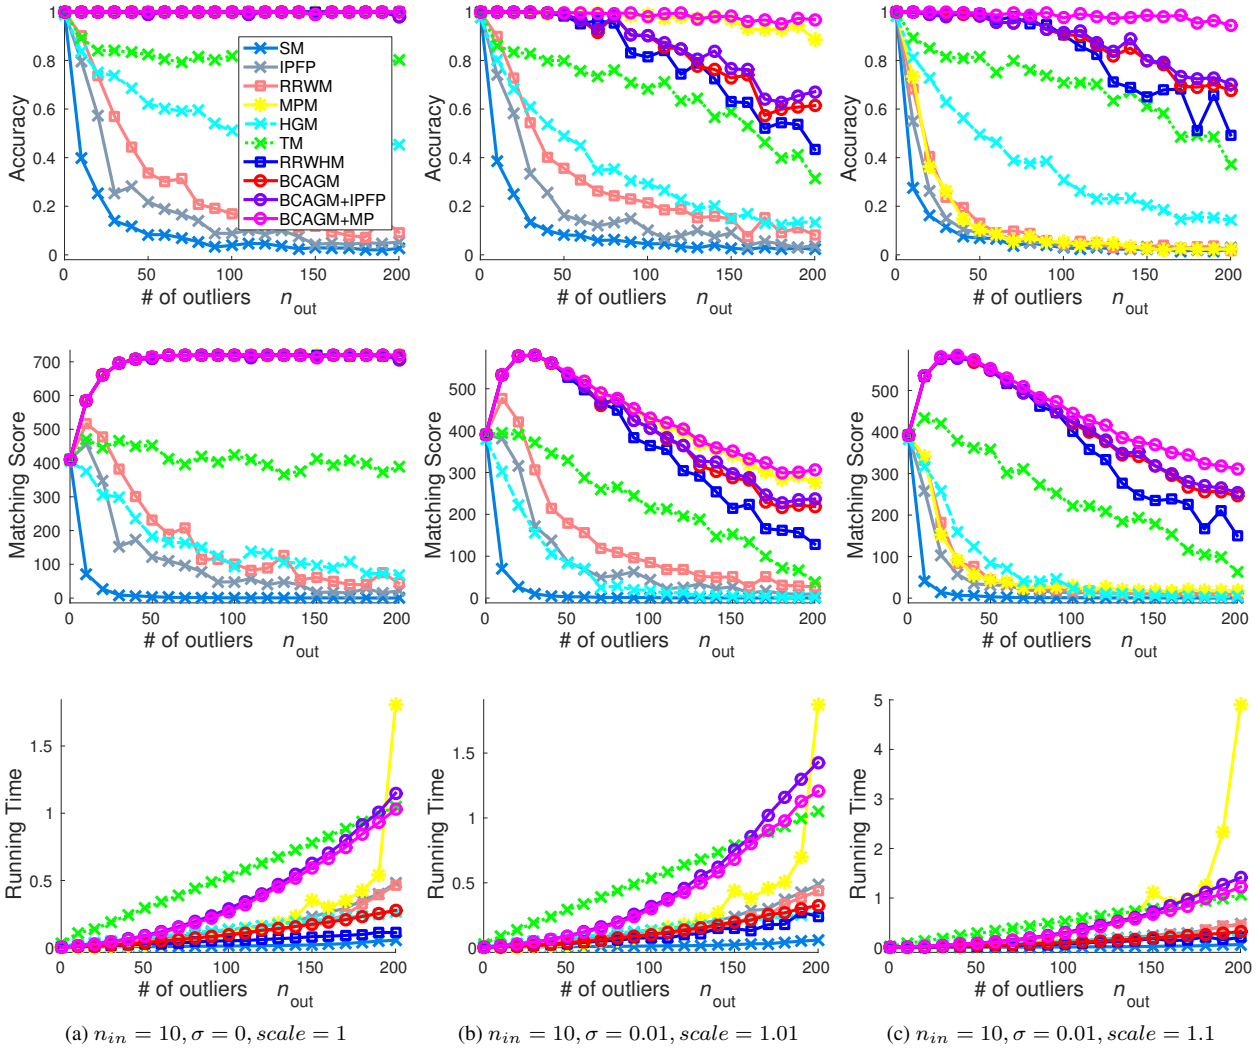 1
0.8
0.6
0.4
0.2
0
Accuracy
0 50 100 150 200
# of outliers n_out
SM
IPFP
RRWM
MPM
HGM
TM
RRWHM
BCAGM
BCAGM+IPFP
BCAGM+MP
1
0.8
0.6
0.4
0.2
0
Accuracy
0 50 100 150 200
# of outliers n_out
1
0.8
0.6
0.4
0.2
0
Accuracy
0 50 100 150 200
# of outliers n_out
700
600
500
400
300
200
100
0
Matching Score
0 50 100 150 200
# of outliers n_out
500
400
300
200
100
0
Matching Score
0 50 100 150 200
# of outliers n_out
500
400
300
200
100
0
Matching Score
0 50 100 150 200
# of outliers n_out
1.5
1
0.5
0
Running Time
0 50 100 150 200
# of outliers n_out
1.5
1
0.5
0
Running Time
0 50 100 150 200
# of outliers n_out
5
4
3
2
1
0
Running Time
0 50 100 150 200
# of outliers n_out
(a) n_in = 10, σ = 0, scale = 1
(b) n_in = 10, σ = 0.01, scale = 1.01
(c) n_in = 10, σ = 0.01, scale = 1.1